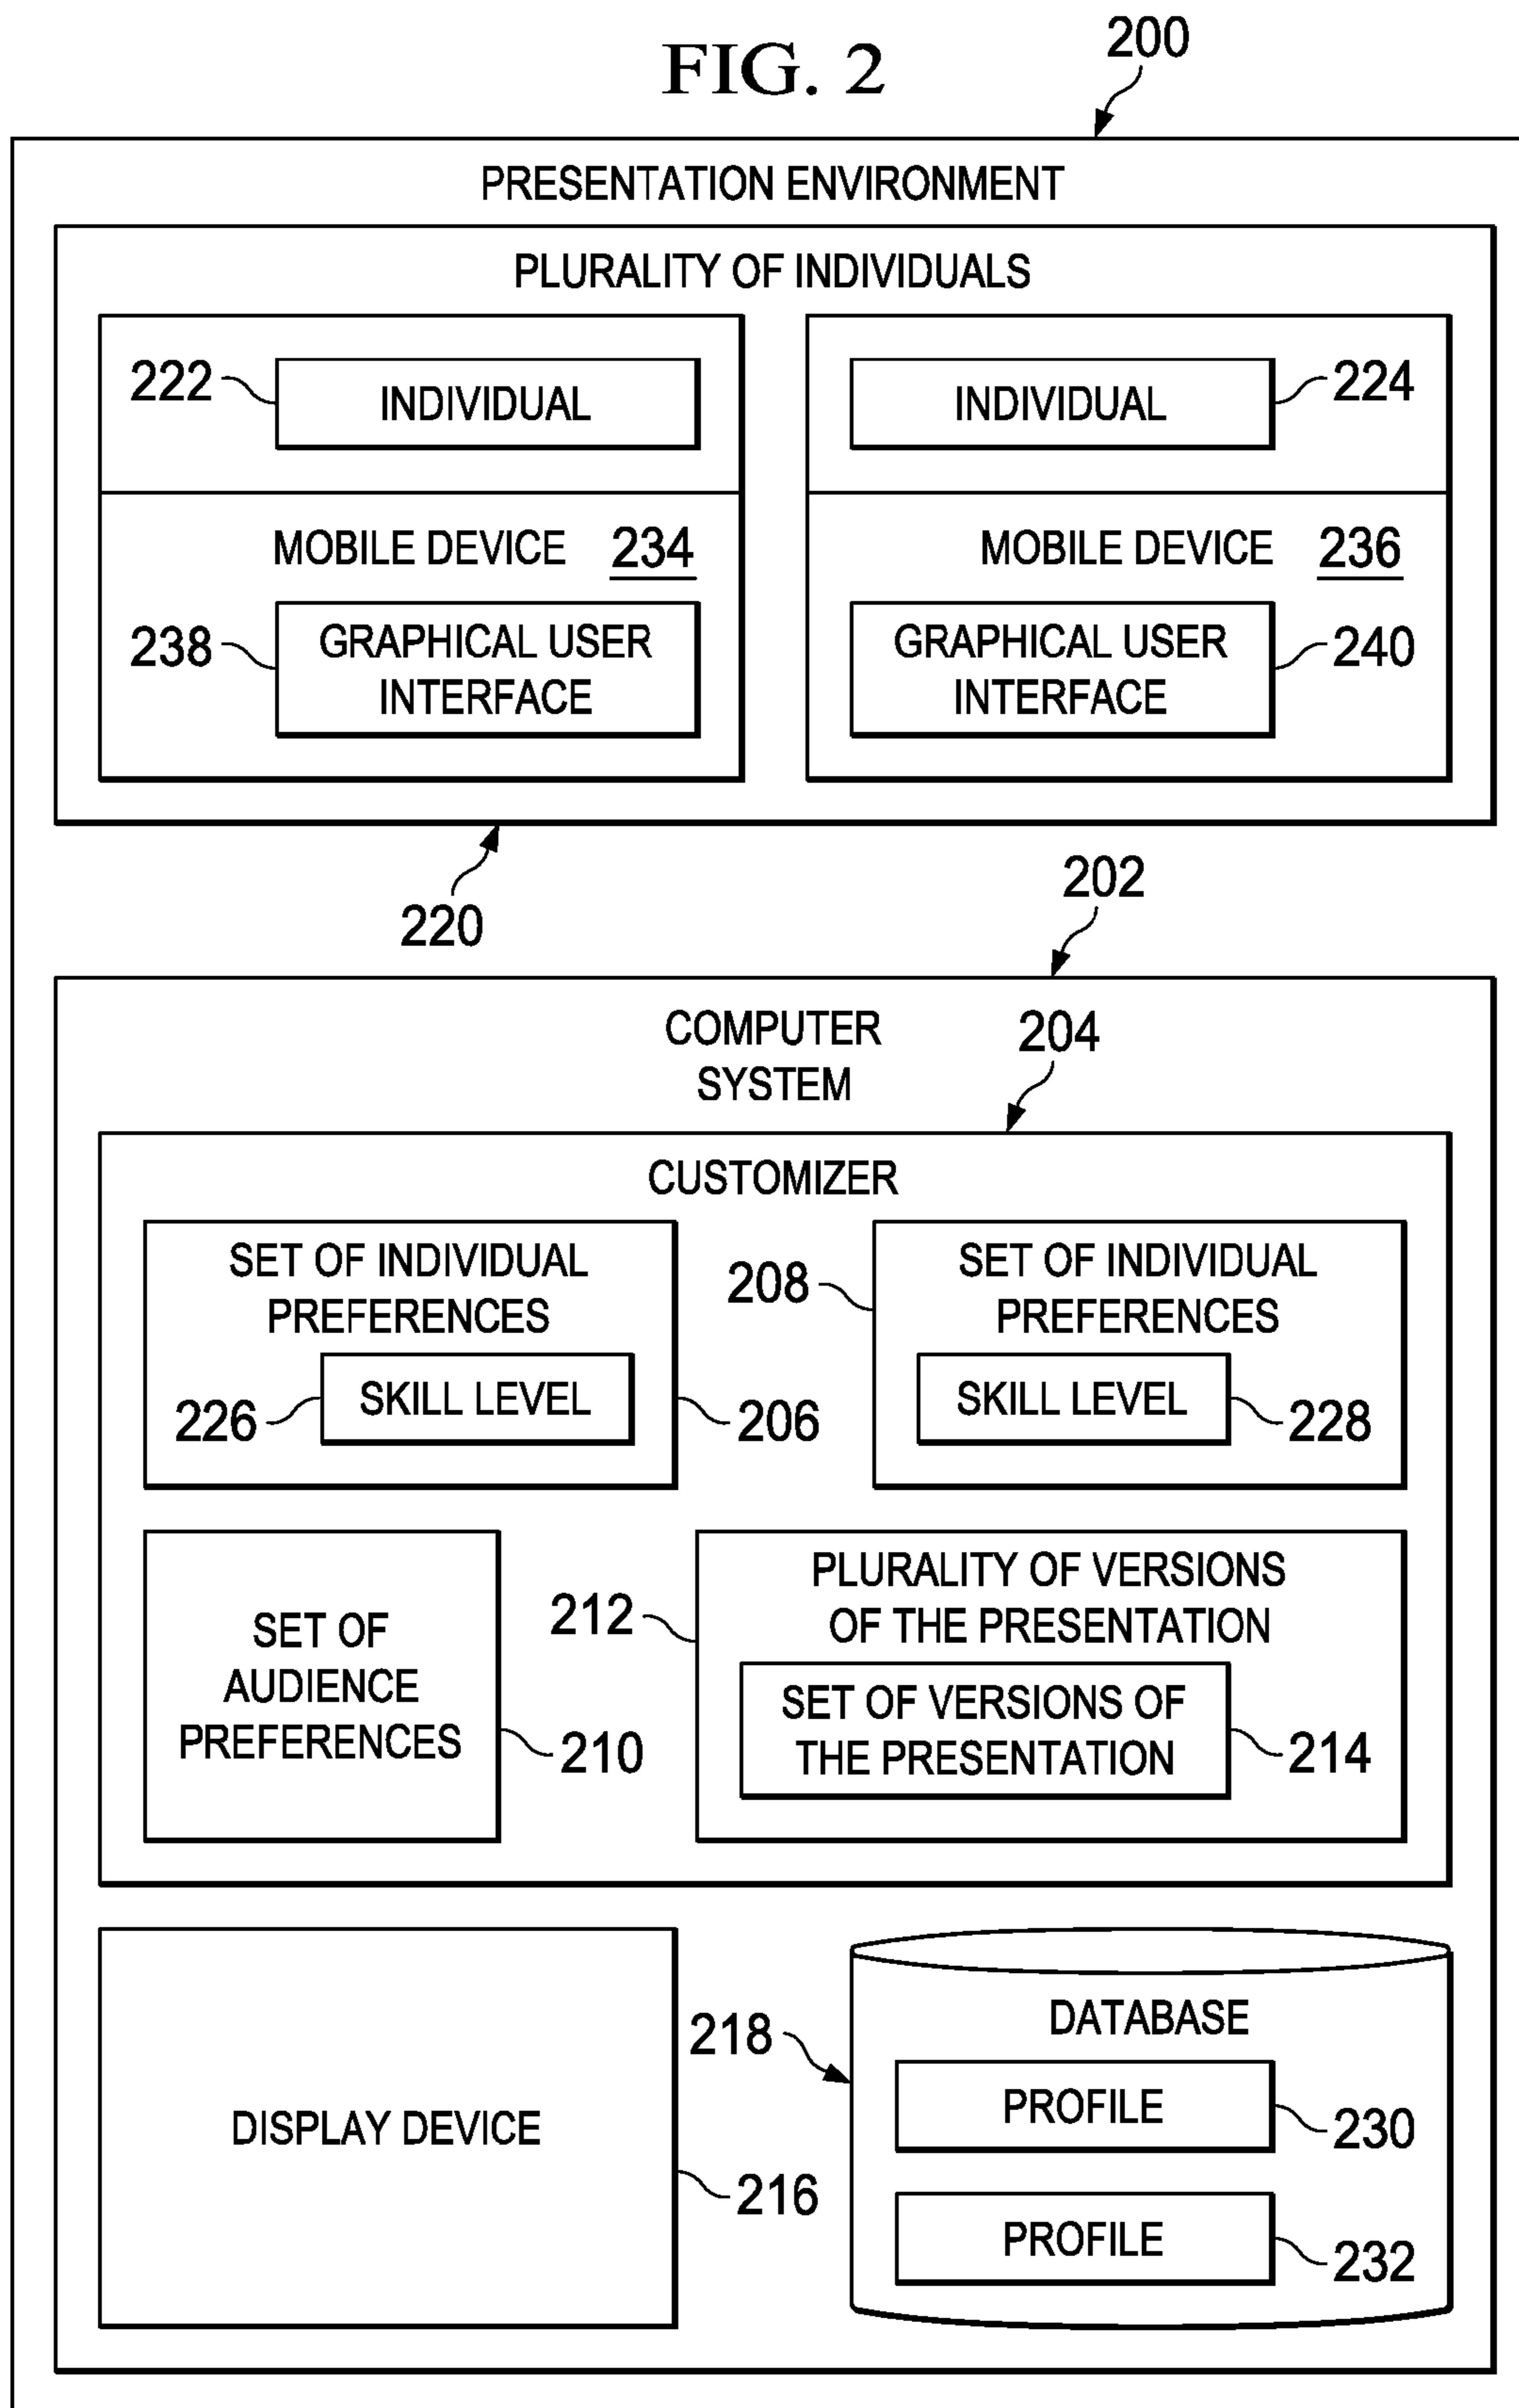 FIG. 2
200
PRESENTATION ENVIRONMENT
PLURALITY OF INDIVIDUALS
222
INDIVIDUAL
INDIVIDUAL
224
MOBILE DEVICE 234
MOBILE DEVICE 236
238
GRAPHICAL USER
INTERFACE
GRAPHICAL USER
INTERFACE
240
220
202
COMPUTER
SYSTEM
204
CUSTOMIZER
SET OF INDIVIDUAL
PREFERENCES
226
SKILL LEVEL
206
208
SET OF INDIVIDUAL
PREFERENCES
SKILL LEVEL
228
SET OF
AUDIENCE
PREFERENCES
210
212
PLURALITY OF VERSIONS
OF THE PRESENTATION
SET OF VERSIONS OF
THE PRESENTATION
214
DISPLAY DEVICE
216
218
DATABASE
PROFILE
230
PROFILE
232